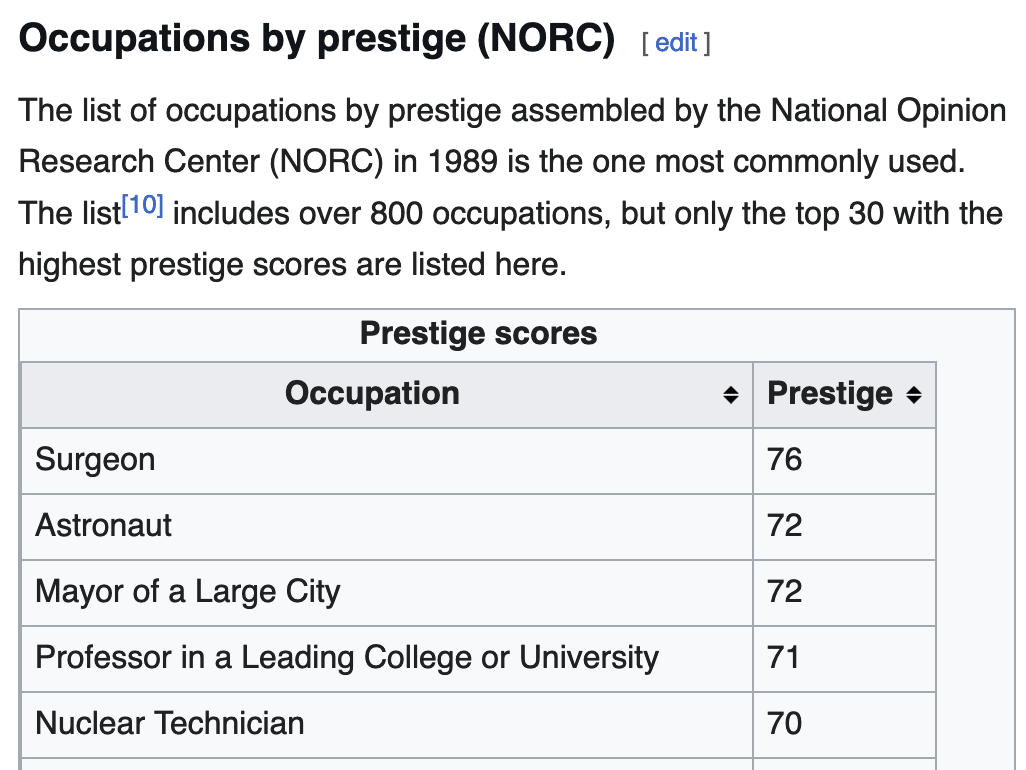 Occupations by prestige (NORC) [ edit ]
The list of occupations by prestige assembled by the National Opinion
Research Center (NORC) in 1989 is the one most commonly used.
The list[10] includes over 800 occupations, but only the top 30 with the
highest prestige scores are listed here.
Prestige scores
Occupation Prestige
Surgeon 76
Astronaut 72
Mayor of a Large City 72
Professor in a Leading College or University 71
Nuclear Technician 70